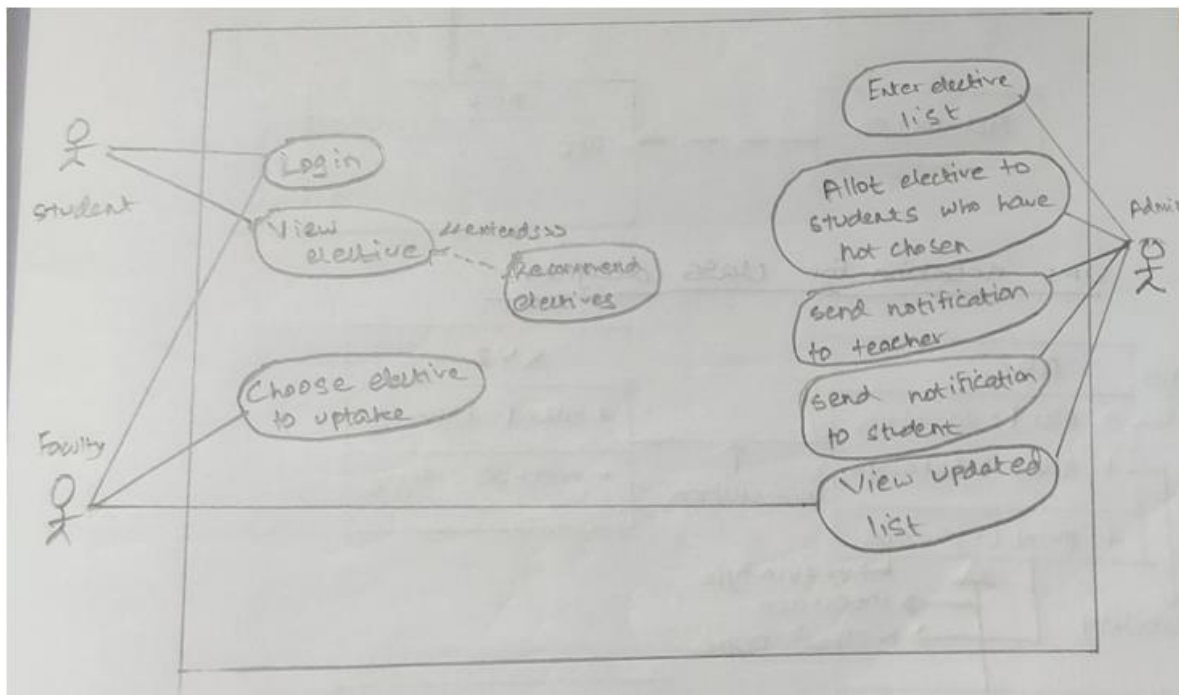 Enter elective
list
Login
Student
View
elective
<<extends>>
Recommend
electives
Allot elective to
students who have
not chosen
Admin
send notification
to teacher
Choose elective
to uptake
send notification
to student
Faculty
View updated
list